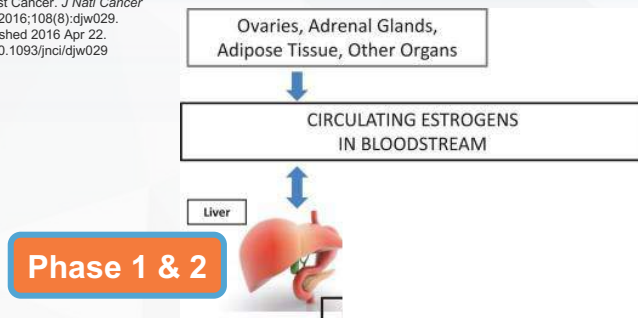 st Cancer. J Natl Cancer
2016;108(8):djw029.
shed 2016 Apr 22.
0.1093/jnci/djw029
Ovaries, Adrenal Glands,
Adipose Tissue, Other Organs
CIRCULATING ESTROGENS
IN BLOODSTREAM
Liver
Phase 1 & 2